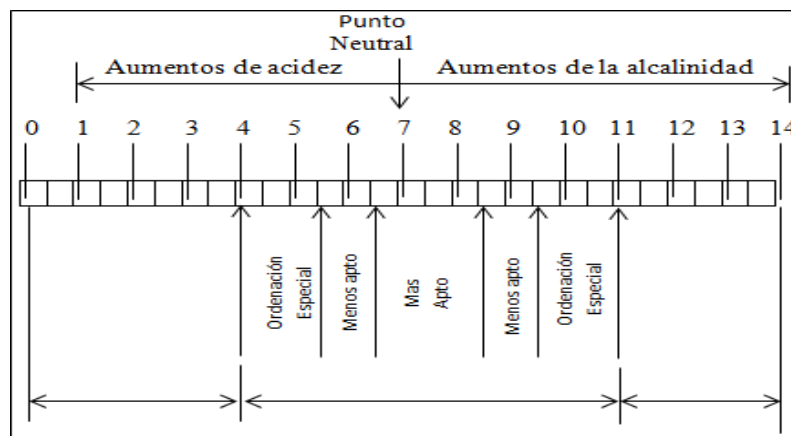 Punto
Neutral
Aumentos de acidez
Aumentos de la alcalinidad
0 1 2 3 4 5 6 7 8 9 10 11 12 13 14
Ordenación
Especial
Menos apto
Mas
Apto
Menos apto
Ordenación
Especial